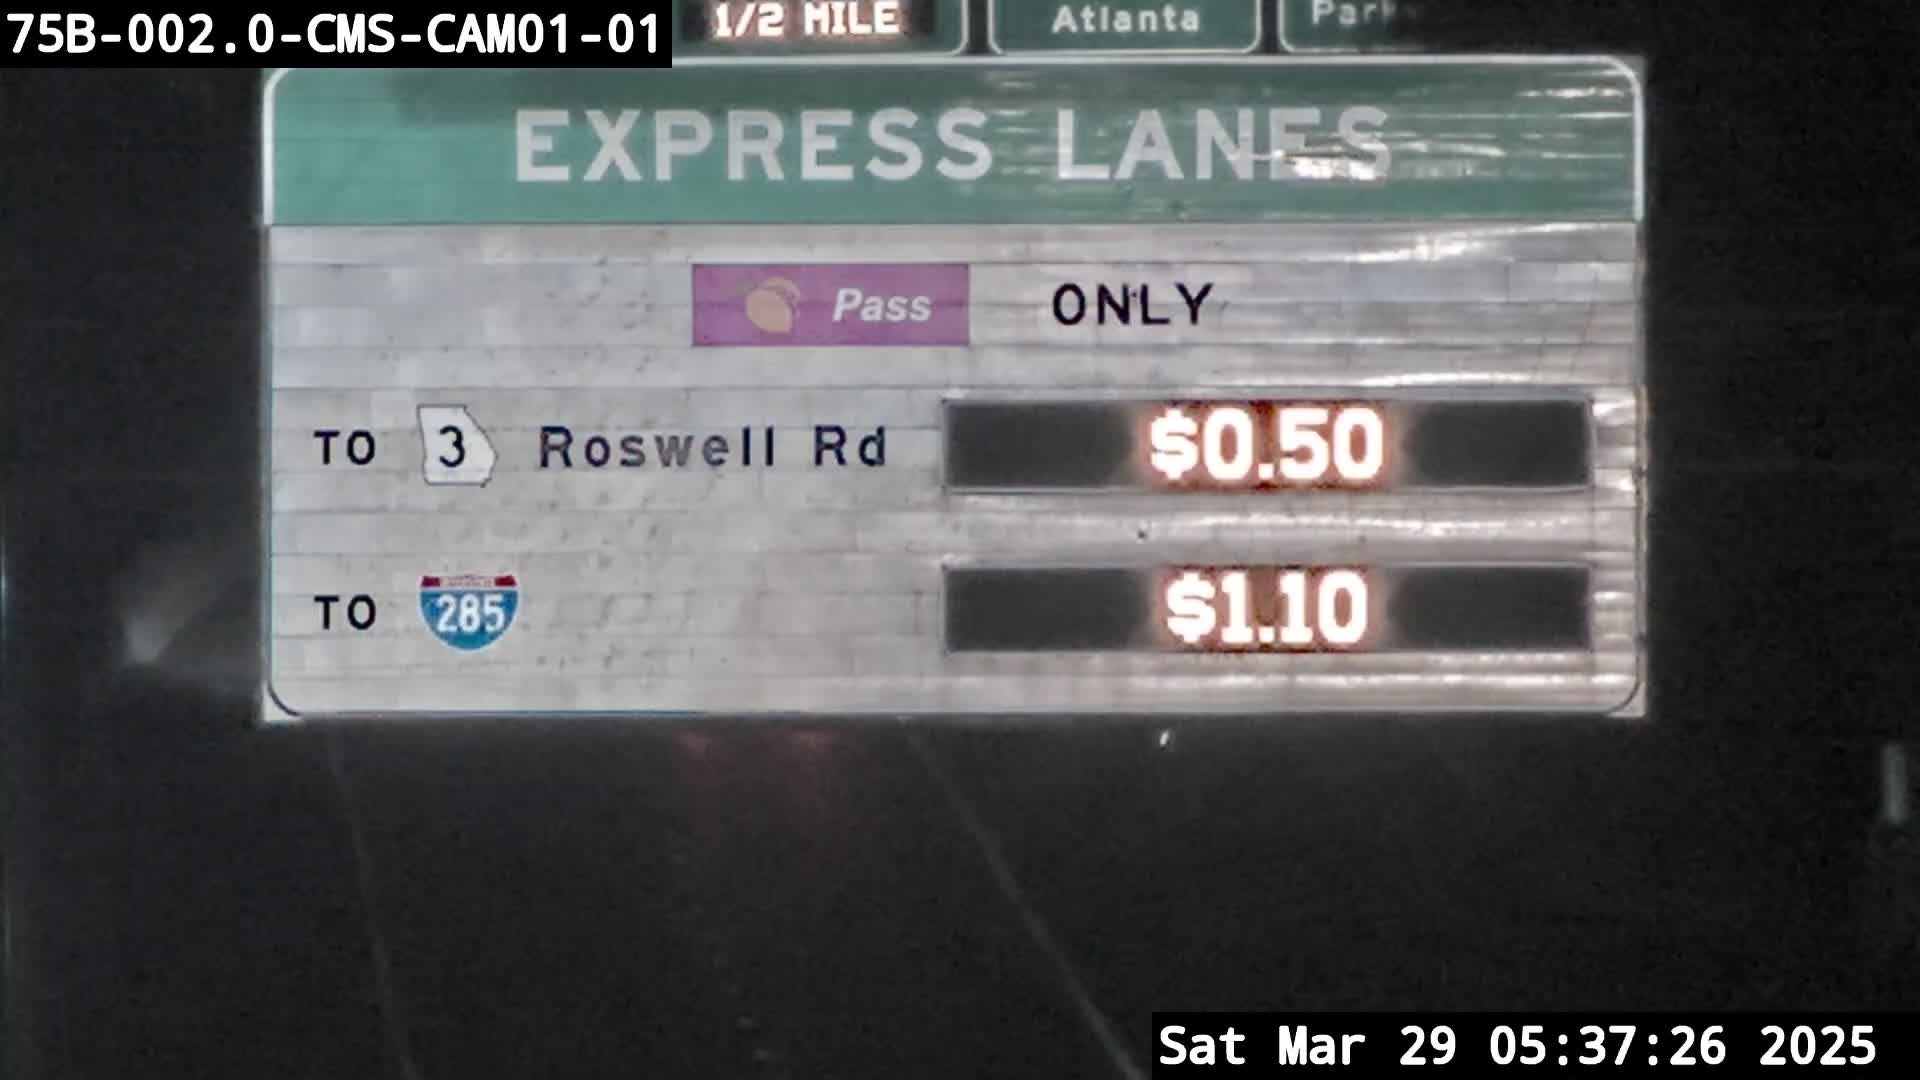 75B-002.0-CMS-CAM01-01
1/2 MILE
Atlanta
EXPRESS LANES
Pass ONLY
TO 3 Roswell Rd $0.50
TO 285 $1.10
Sat Mar 29 05:37:26 2025